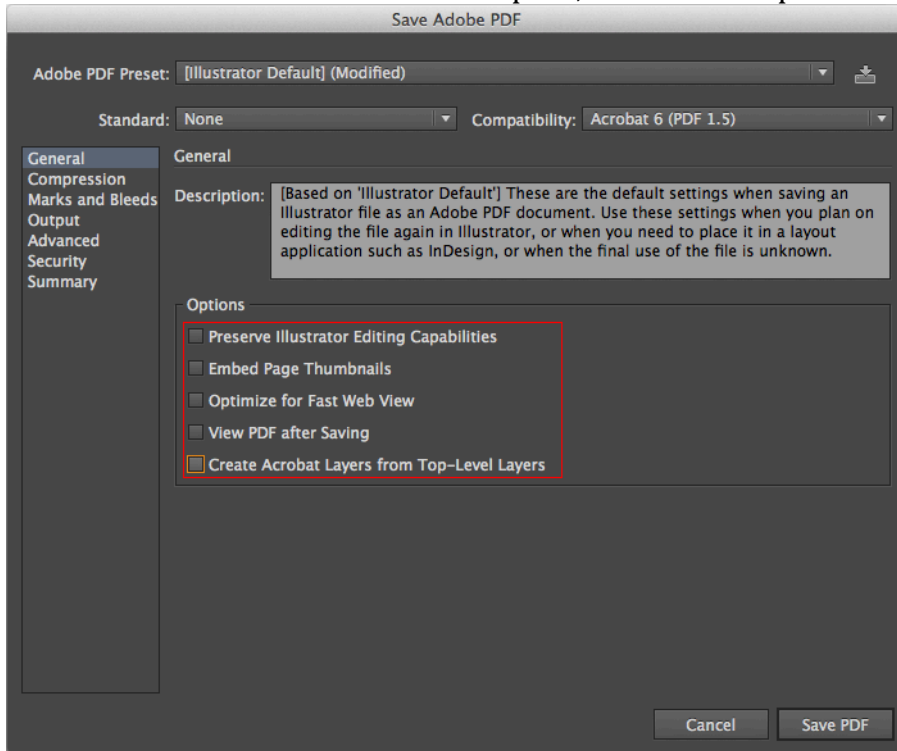 Save Adobe PDF
Adobe PDF Preset: [Illustrator Default] (Modified)
Standard: None Compatibility: Acrobat 6 (PDF 1.5)
General
Compression
Marks and Bleeds
Output
Advanced
Security
Summary
General
Description: [Based on 'Illustrator Default'] These are the default settings when saving an
Illustrator file as an Adobe PDF document. Use these settings when you plan on
editing the file again in Illustrator, or when you need to place it in a layout
application such as InDesign, or when the final use of the file is unknown.
Options
Preserve Illustrator Editing Capabilities
Embed Page Thumbnails
Optimize for Fast Web View
View PDF after Saving
Create Acrobat Layers from Top-Level Layers
Cancel Save PDF